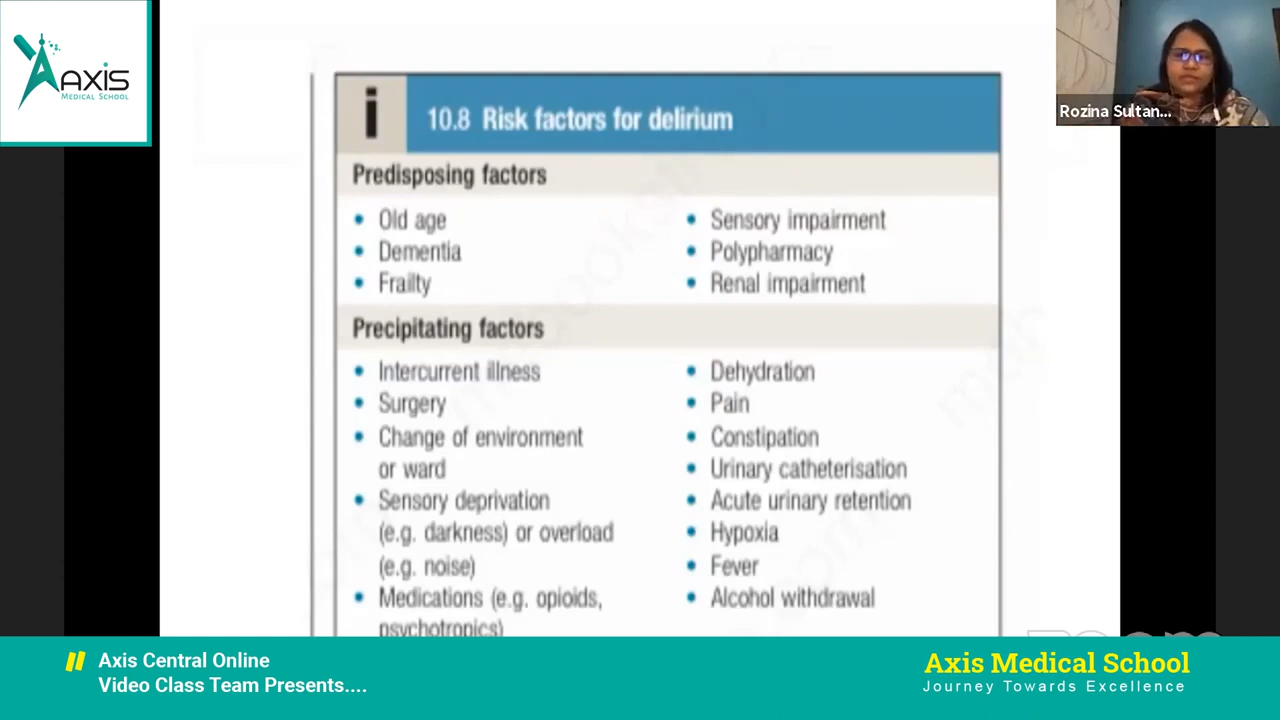 AXIS
MEDICAL SCHOOL
Rozina Sultan...
i
10.8 Risk factors for delirium
Predisposing factors
• Old age
• Dementia
• Frailty
• Sensory impairment
• Polypharmacy
• Renal impairment
Precipitating factors
• Intercurrent illness
• Surgery
• Change of environment
or ward
• Sensory deprivation
(e.g. darkness) or overload
(e.g. noise)
• Medications (e.g. opioids,
psychotropics)
• Dehydration
• Pain
• Constipation
• Urinary catheterisation
• Acute urinary retention
• Hypoxia
• Fever
• Alcohol withdrawal
zoom
Axis Central Online
Video Class Team Presents....
Axis Medical School
Journey Towards Excellence